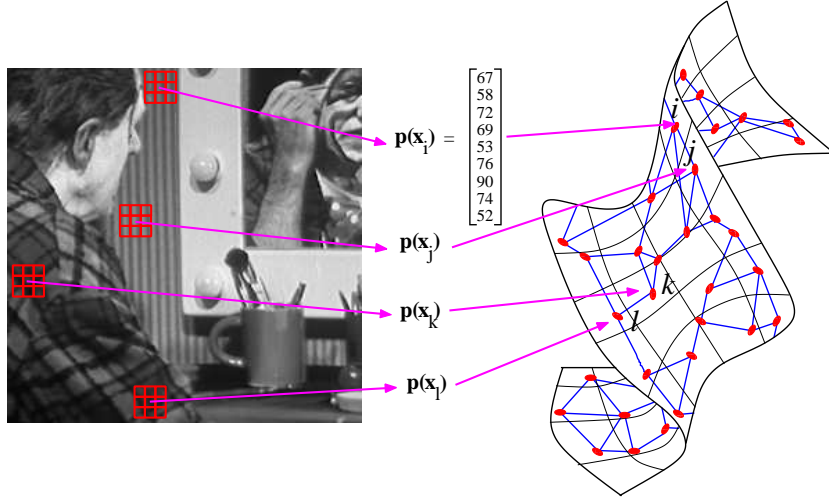 p(x_i) = [67 58 72 69 53 76 90 74 52]
p(x_j)
p(x_k)
p(x_l)
i
j
k
l